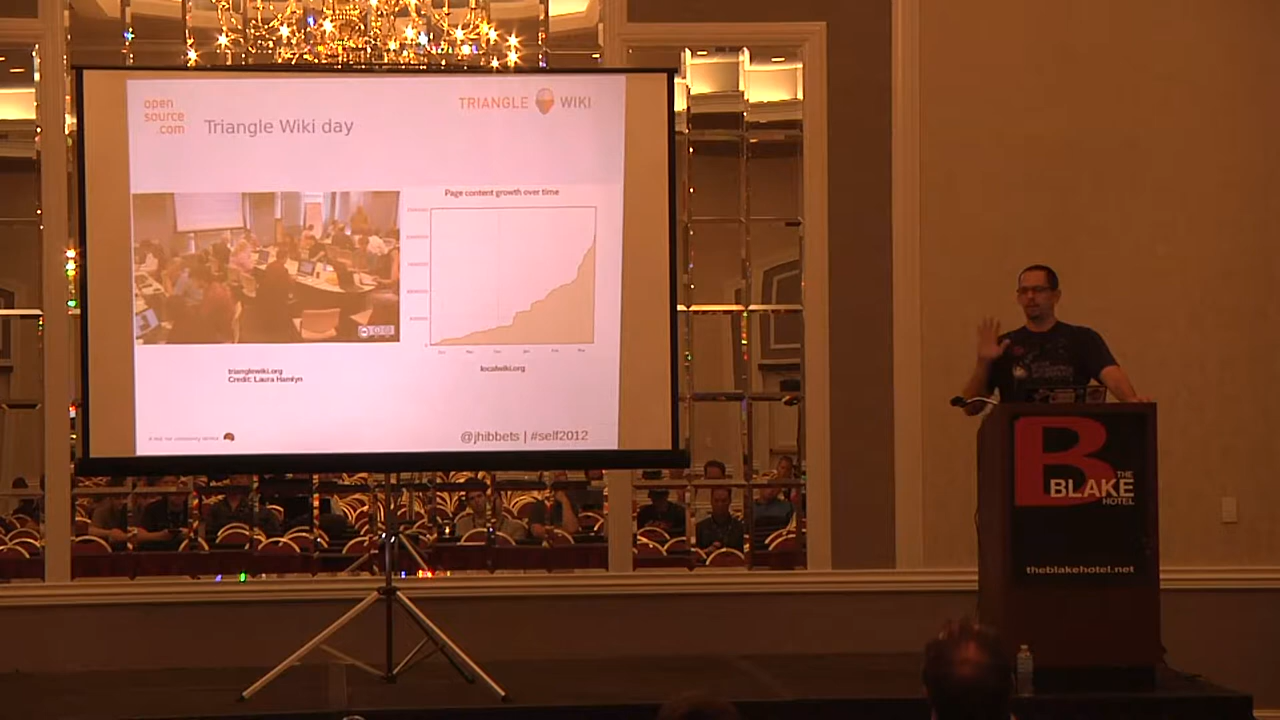 open
source
.com
TRIANGLE WIKI
Triangle Wiki day
Page content growth over time
trianglewiki.org
Credit: Laura Hamlyn
localwiki.org
@jhibbets | #self2012
B
THE
BLAKE
HOTEL
theblakehotel.net